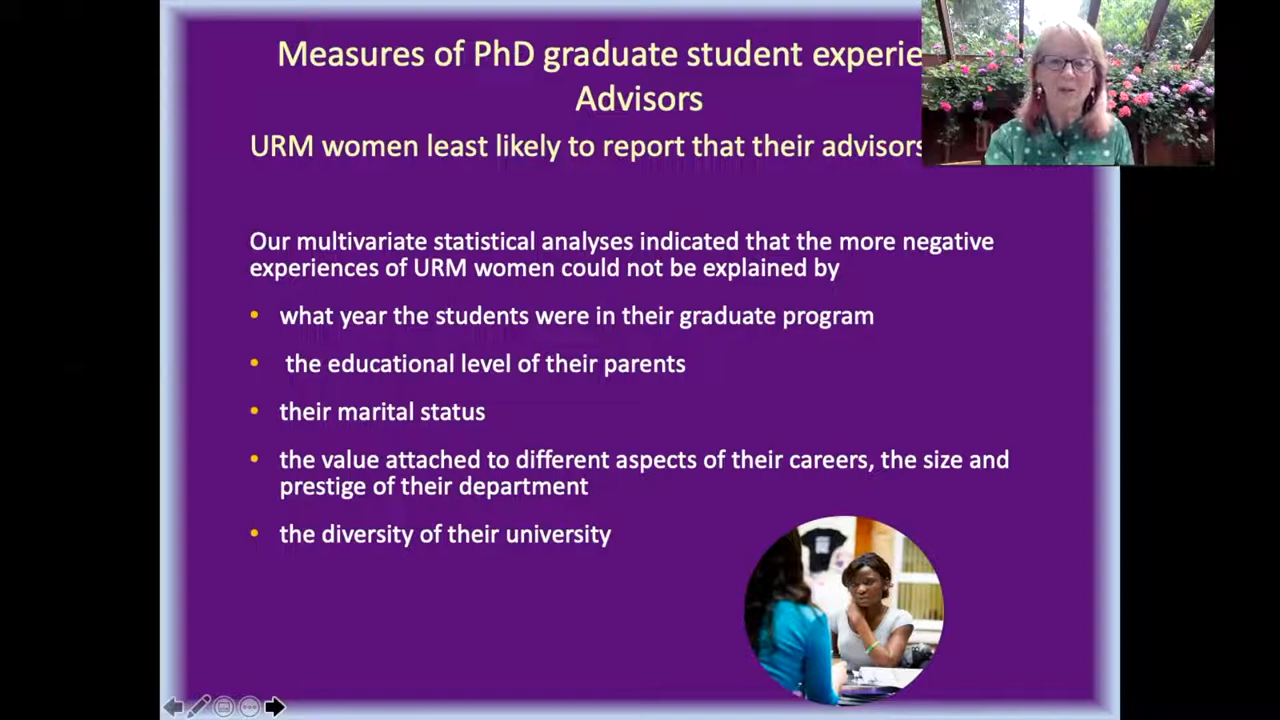 Measures of PhD graduate student experie
Advisors
URM women least likely to report that their advisors
Our multivariate statistical analyses indicated that the more negative
experiences of URM women could not be explained by
• what year the students were in their graduate program
• the educational level of their parents
• their marital status
• the value attached to different aspects of their careers, the size and
prestige of their department
• the diversity of their university